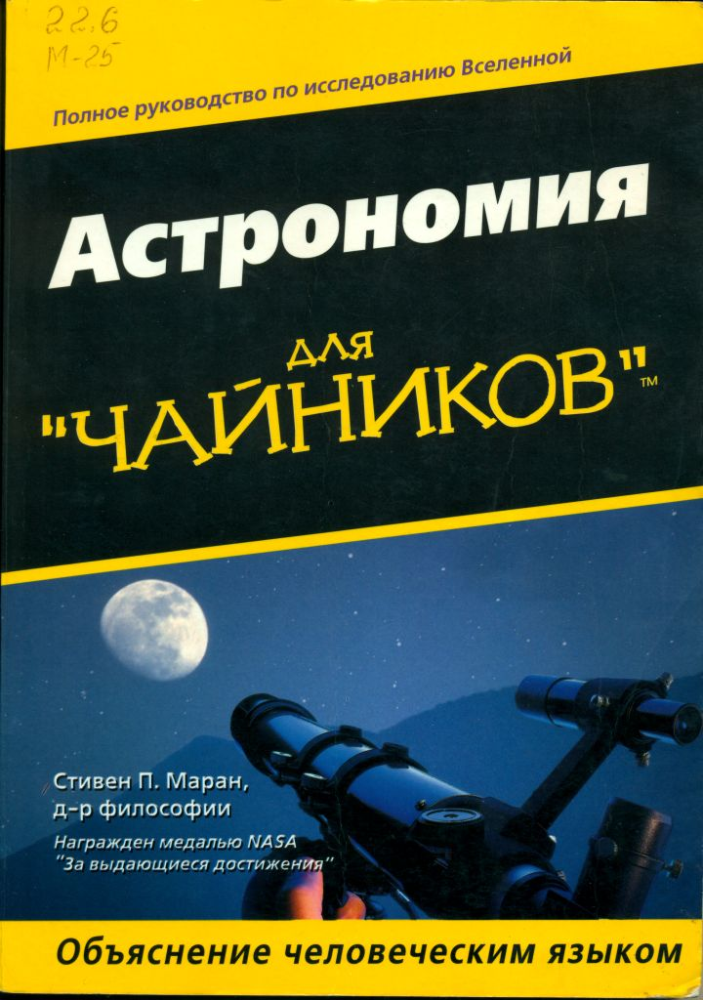 22.6
М-25
Полное руководство по исследованию Вселенной
Астрономия
для
"ЧАЙНИКОВ"™
Стивен П. Маран,
д-р философии
Награжден медалью NASA
"За выдающиеся достижения"
Объяснение человеческим языком